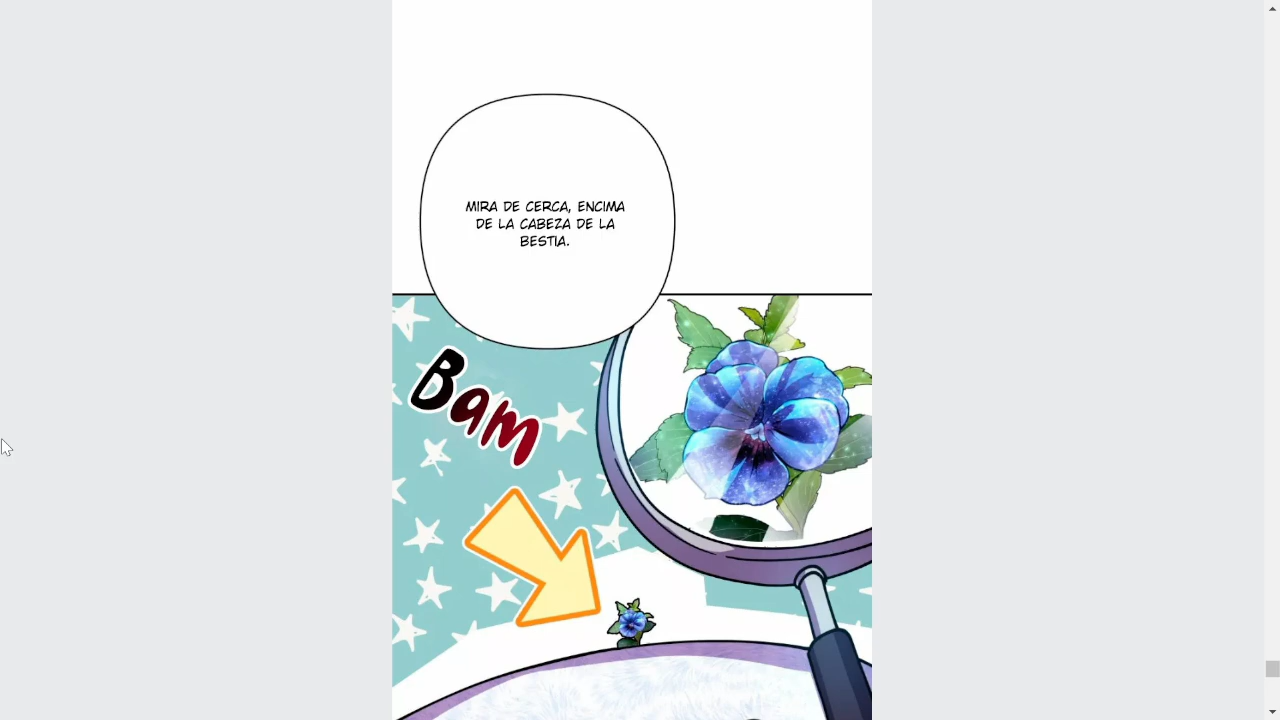 MIRA DE CERCA, ENCIMA
DE LA CABEZA DE LA
BESTIA.
Bam